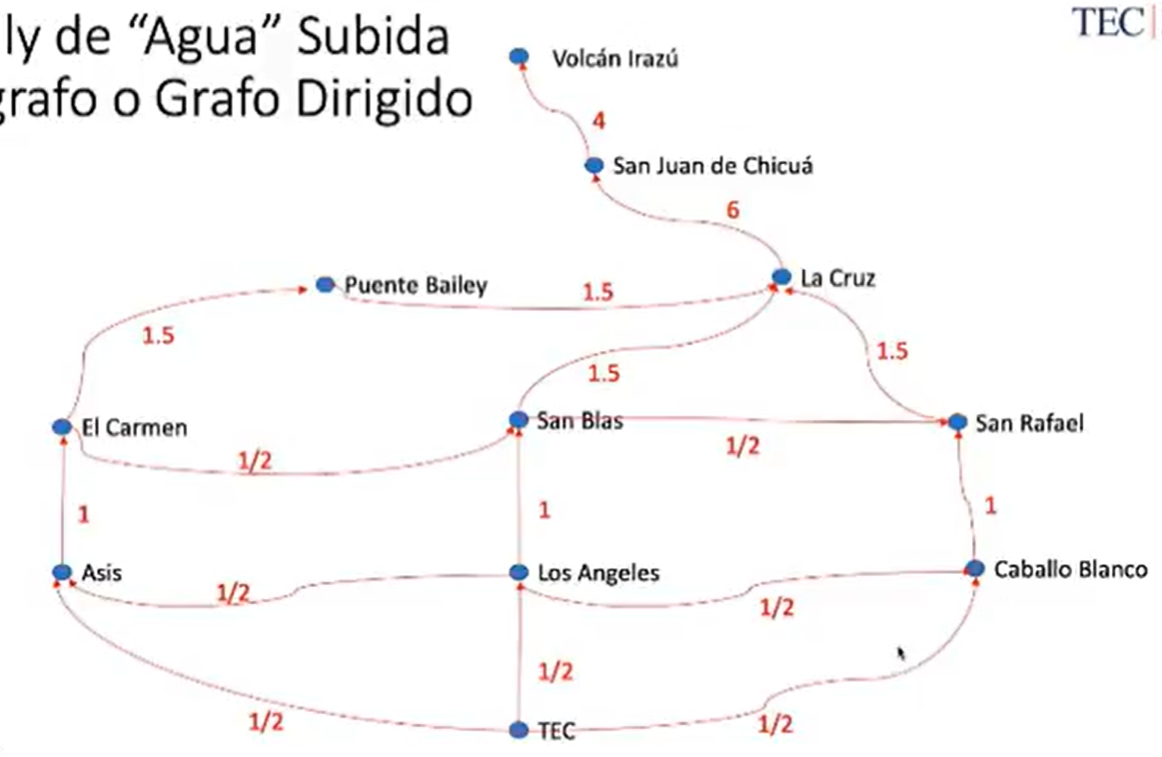 ly de “Agua” Subida
grafo o Grafo Dirigido
TEC
Volcán Irazú
4
San Juan de Chicuá
6
La Cruz
Puente Bailey
1.5
1.5
1.5
1.5
El Carmen
San Blas
San Rafael
1/2
1/2
1
1
1
Asis
Los Angeles
Caballo Blanco
1/2
1/2
1/2
TEC
1/2
1/2